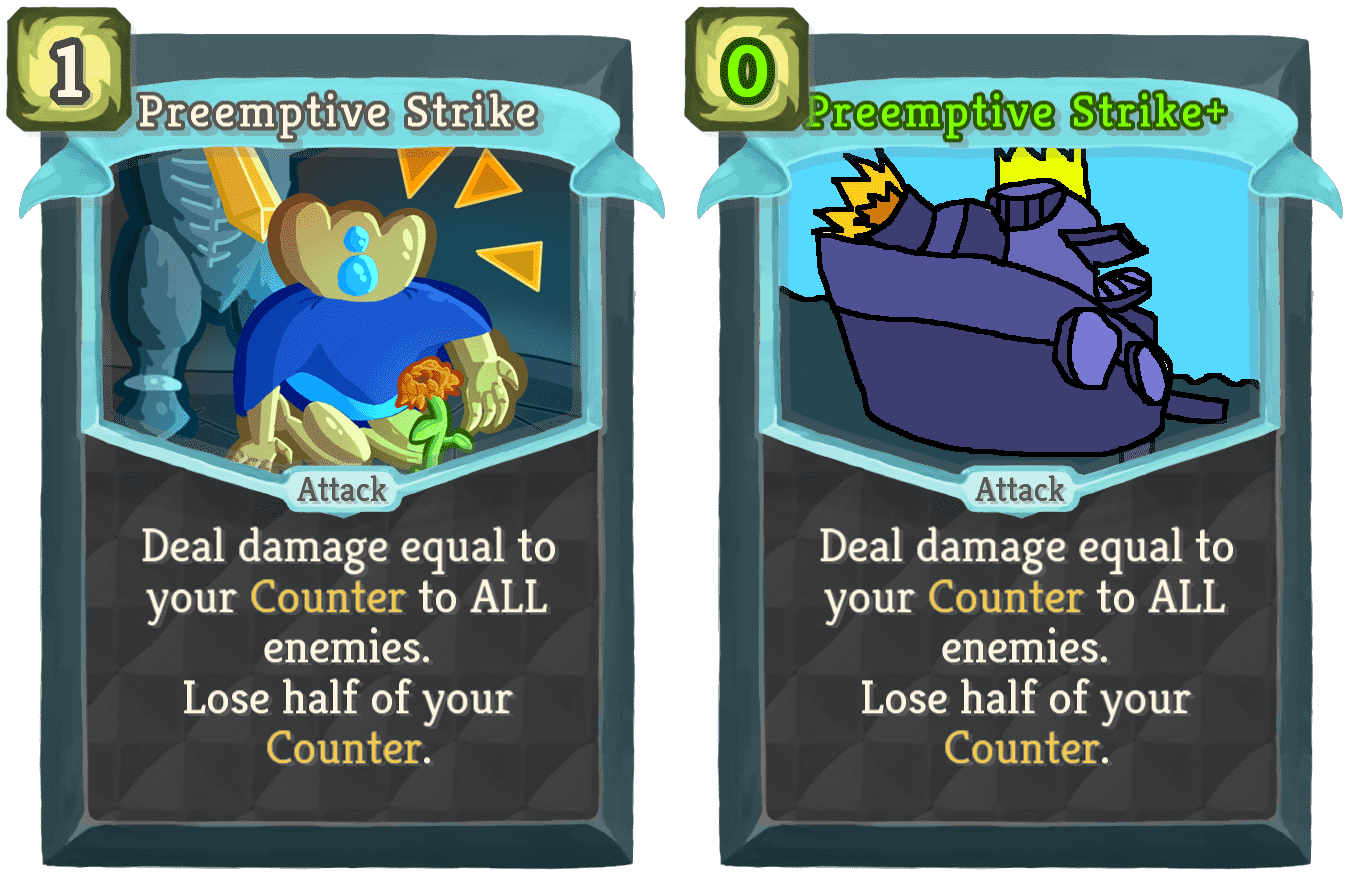 1
Preemptive Strike
Attack
Deal damage equal to
your Counter to ALL
enemies.
Lose half of your
Counter.
0
Preemptive Strike+
Attack
Deal damage equal to
your Counter to ALL
enemies.
Lose half of your
Counter.